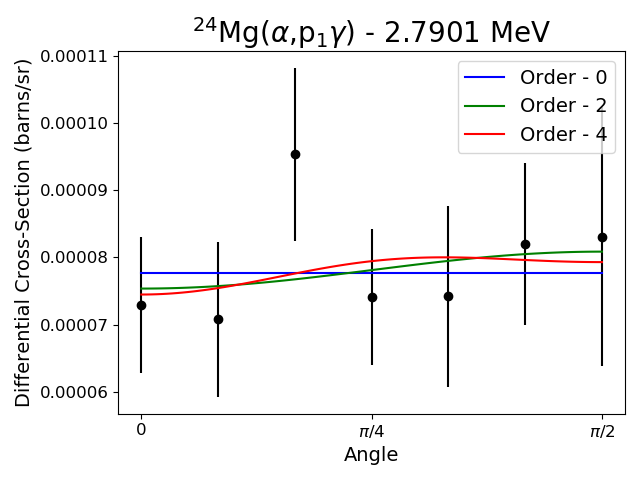 ²⁴Mg(α,p₁γ) - 2.7901 MeV
Differential Cross-Section (barns/sr)
0.00011
0.00010
0.00009
0.00008
0.00007
0.00006
Order - 0
Order - 2
Order - 4
0 π/4 π/2
Angle